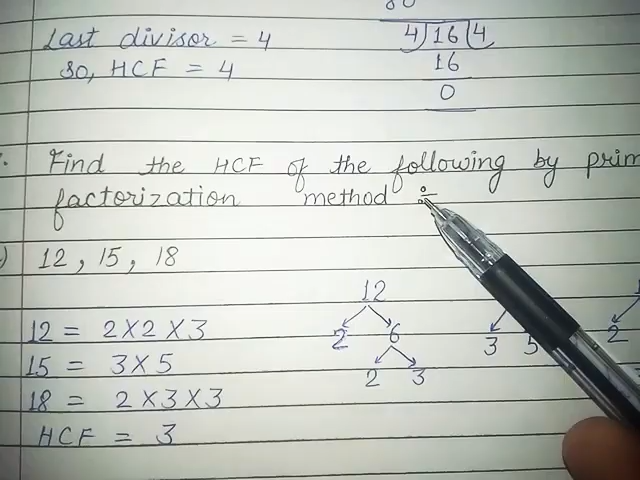 Last divisor = 4
So, HCF = 4
4) 16 (4
16
0
Find the HCF of the following by prim
factorization method ÷
12, 15, 18
12
2 6
2 3
3 5
2
12 = 2×2×3
15 = 3×5
18 = 2×3×3
HCF = 3